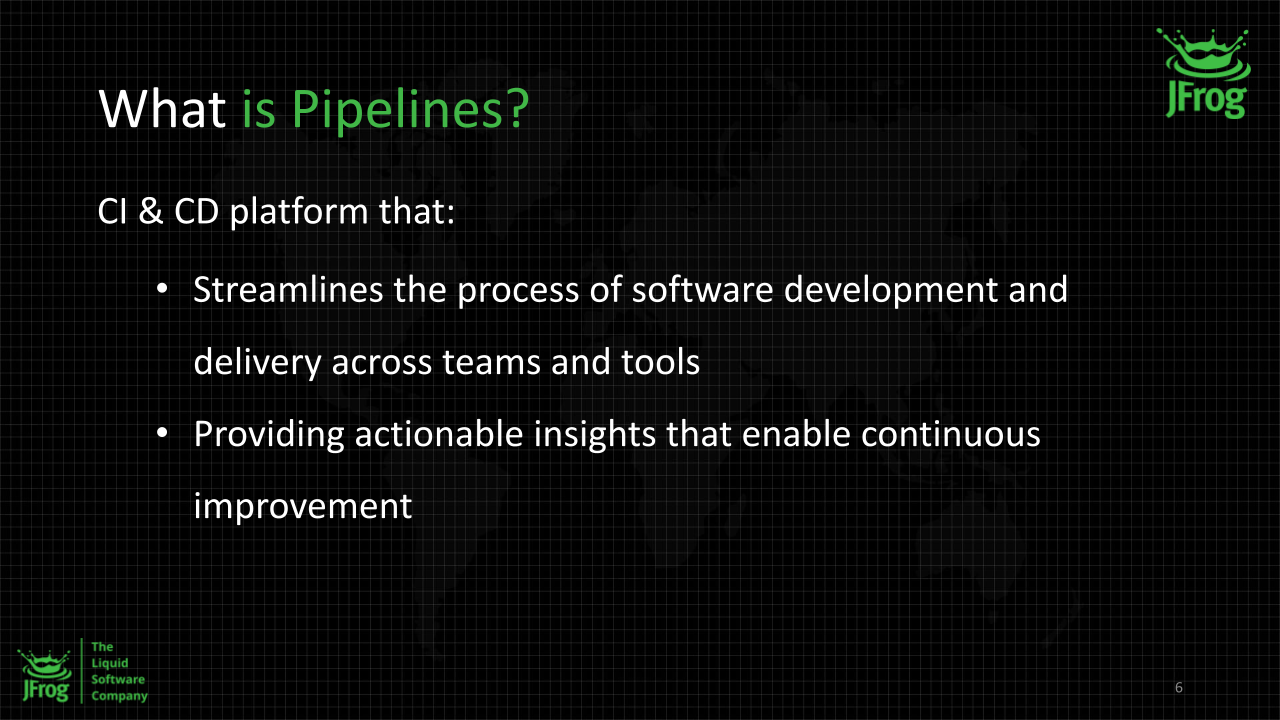 JFrog
What is Pipelines?
CI & CD platform that:
• Streamlines the process of software development and
delivery across teams and tools
• Providing actionable insights that enable continuous
improvement
JFrog
The
Liquid
Software
Company
6